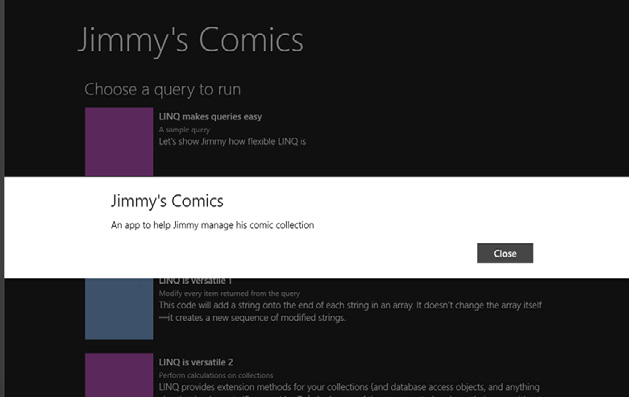 Jimmy's Comics
Choose a query to run
LINQ makes queries easy
A sample query
Let's show Jimmy how flexible LINQ is
Jimmy's Comics
An app to help Jimmy manage his comic collection
Close
LINQ is versatile 1
Modify every item returned from the query
This code will add a string onto the end of each string in an array. It doesn't change the array itself
—it creates a new sequence of modified strings.
LINQ is versatile 2
Perform calculations on collections
LINQ provides extension methods for your collections (and database access objects, and anything